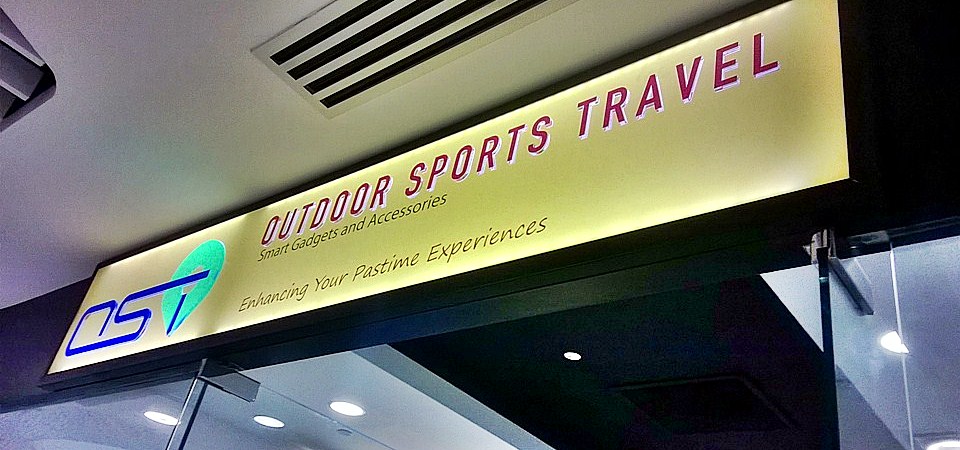 OST
OUTDOOR SPORTS TRAVEL
Smart Gadgets and Accessories
Enhancing Your Pastime Experiences